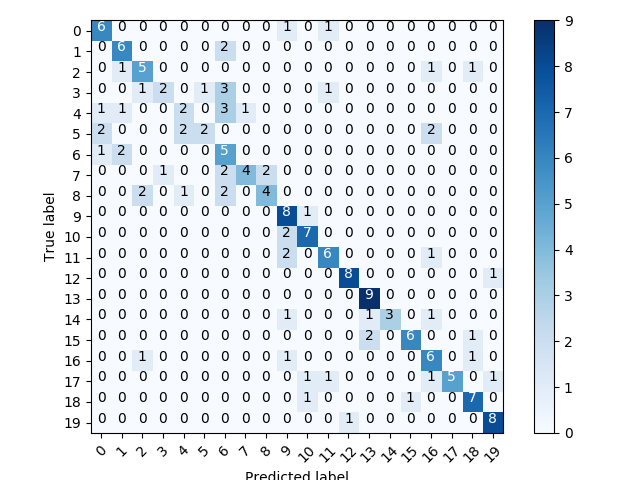 0 6 0 0 0 0 0 0 0 0 1 0 1 0 0 0 0 0 0 0 0
1 0 6 0 0 0 0 2 0 0 0 0 0 0 0 0 0 0 0 0 0
2 0 1 5 0 0 0 0 0 0 0 0 0 0 0 0 0 1 0 1 0
3 0 0 1 2 0 1 3 0 0 0 0 1 0 0 0 0 0 0 0 0
4 1 1 0 0 2 0 3 1 0 0 0 0 0 0 0 0 0 0 0 0
5 2 0 0 0 2 2 0 0 0 0 0 0 0 0 0 0 2 0 0 0
6 1 2 0 0 0 0 5 0 0 0 0 0 0 0 0 0 0 0 0 0
7 0 0 0 1 0 0 2 4 2 0 0 0 0 0 0 0 0 0 0 0
8 0 0 2 0 1 0 2 0 4 0 0 0 0 0 0 0 0 0 0 0
9 0 0 0 0 0 0 0 0 0 8 1 0 0 0 0 0 0 0 0 0
10 0 0 0 0 0 0 0 0 0 2 7 0 0 0 0 0 0 0 0 0
11 0 0 0 0 0 0 0 0 0 2 0 6 0 0 0 0 1 0 0 0
12 0 0 0 0 0 0 0 0 0 0 0 0 8 0 0 0 0 0 0 1
13 0 0 0 0 0 0 0 0 0 0 0 0 0 9 0 0 0 0 0 0
14 0 0 0 0 0 0 0 0 0 1 0 0 0 1 3 0 1 0 0 0
15 0 0 0 0 0 0 0 0 0 0 0 0 0 2 0 6 0 0 1 0
16 0 0 1 0 0 0 0 0 0 1 0 0 0 0 0 0 6 0 1 0
17 0 0 0 0 0 0 0 0 0 0 1 1 0 0 0 0 1 5 0 1
18 0 0 0 0 0 0 0 0 0 0 1 0 0 0 0 1 0 0 7 0
19 0 0 0 0 0 0 0 0 0 0 0 0 1 0 0 0 0 0 0 8
0 1 2 3 4 5 6 7 8 9 10 11 12 13 14 15 16 17 18 19
True label
Predicted label
9
8
7
6
5
4
3
2
1
0